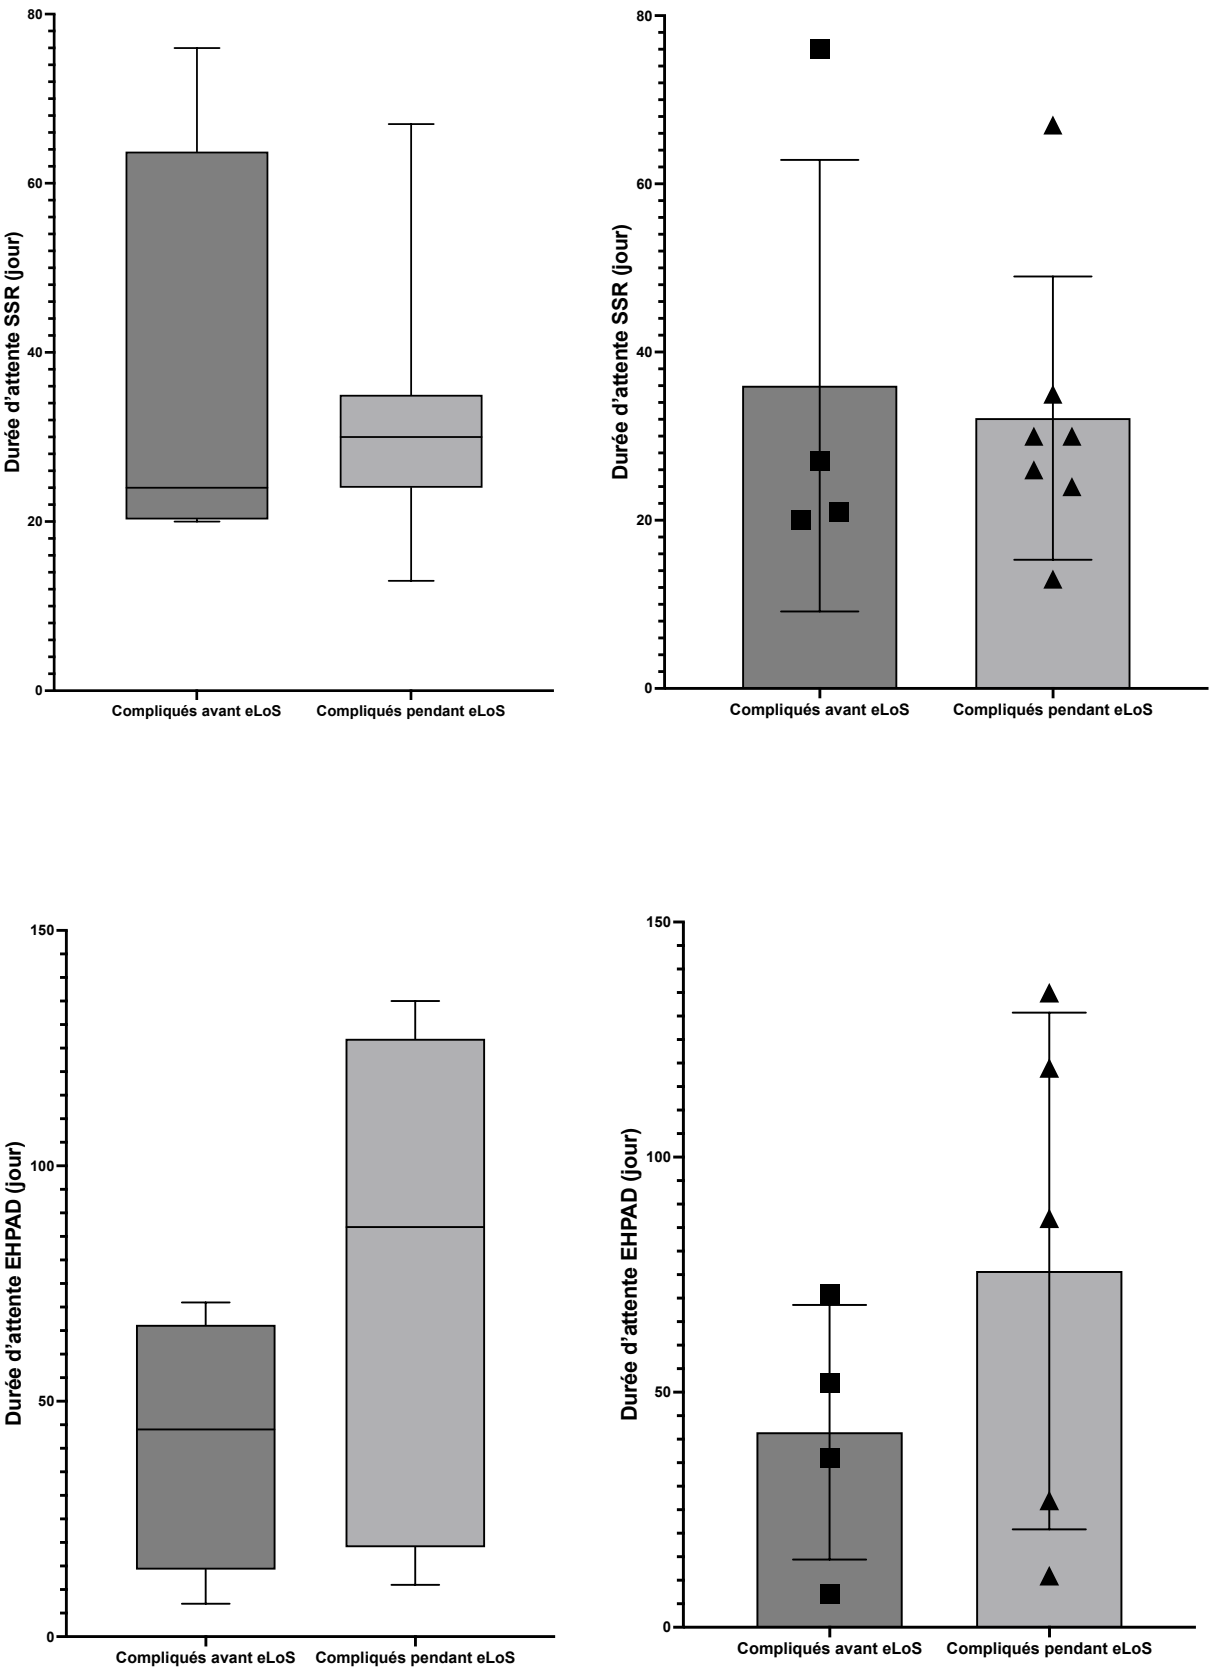 80
60
40
20
0
Durée d'attente SSR (jour)
Compliqués avant eLoS
Compliqués pendant eLoS
80
60
40
20
0
Durée d'attente SSR (jour)
Compliqués avant eLoS
Compliqués pendant eLoS
150
100
50
0
Durée d'attente EHPAD (jour)
Compliqués avant eLoS
Compliqués pendant eLoS
150
100
50
0
Durée d'attente EHPAD (jour)
Compliqués avant eLoS
Compliqués pendant eLoS